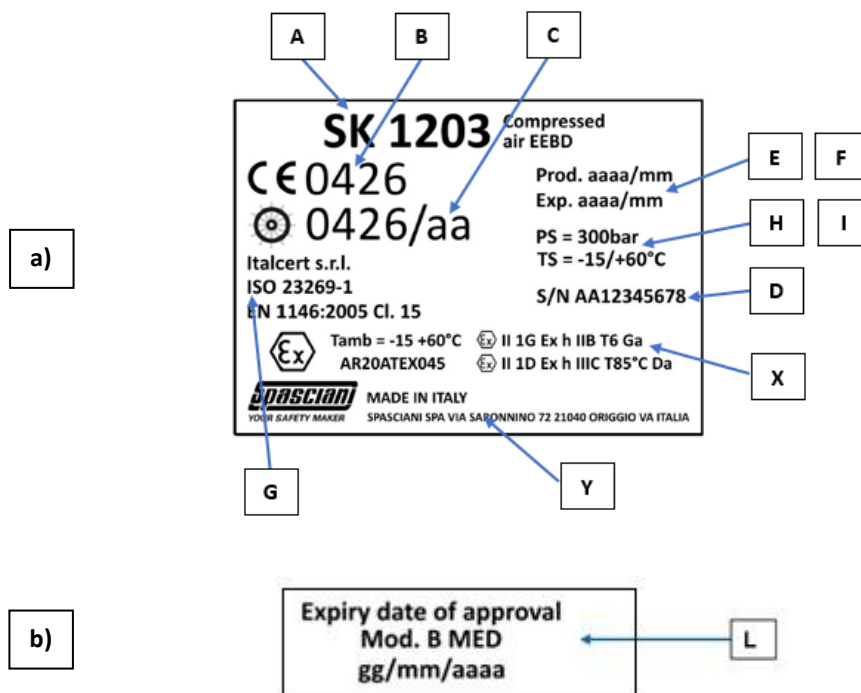 A B C
SK 1203 Compressed air EEBD
CE 0426
0426/aa
Prod. aaaa/mm
Exp. aaaa/mm
E F
PS = 300bar
TS = -15/+60°C
H I
a)
Italcert s.r.l.
ISO 23269-1
EN 1146:2005 Cl. 15
S/N AA12345678
D
Ex Tamb = -15 +60°C Ex II 1G Ex h IIB T6 Ga
AR20ATEX045 Ex II 1D Ex h IIIC T85°C Da
X
Spasciani MADE IN ITALY
YOUR SAFETY MAKER SPASCIANI SPA VIA SARONNINO 72 21040 ORIGGIO VA ITALIA
G Y
b)
Expiry date of approval
Mod. B MED
gg/mm/aaaa
L